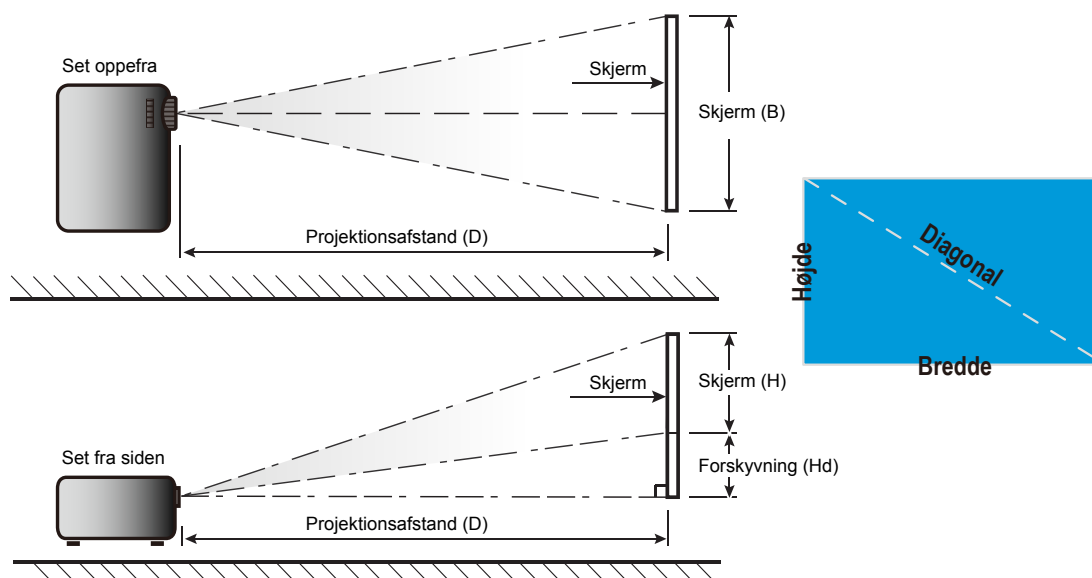 Set oppefra
Skjerm
Skjerm (B)
Projektionsafstand (D)
Højde
Diagonal
Bredde
Set fra siden
Skjerm
Skjerm (H)
Forskyvning (Hd)
Projektionsafstand (D)